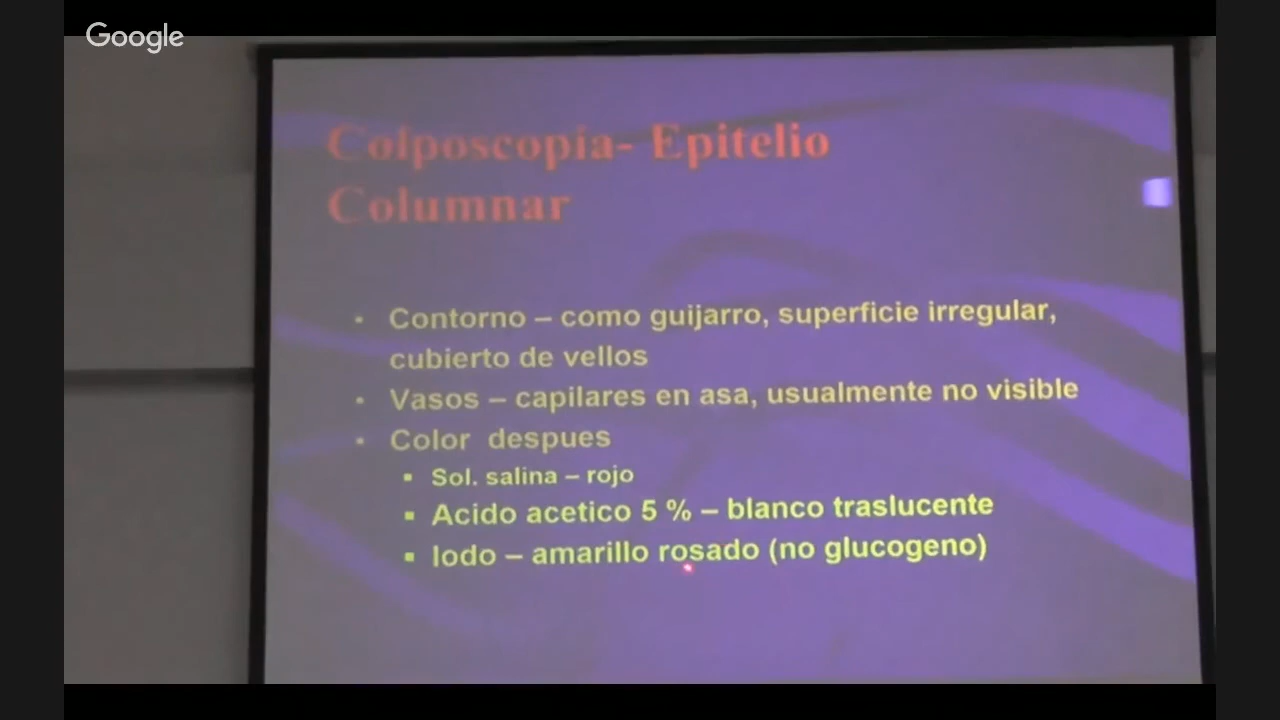 Google
Colposcopia- Epitelio
Columnar
• Contorno – como guijarro, superficie irregular,
cubierto de vellos
• Vasos – capilares en asa, usualmente no visible
• Color despues
▪ Sol. salina – rojo
▪ Acido acetico 5 % – blanco traslucente
▪ Iodo – amarillo rosado (no glucogeno)